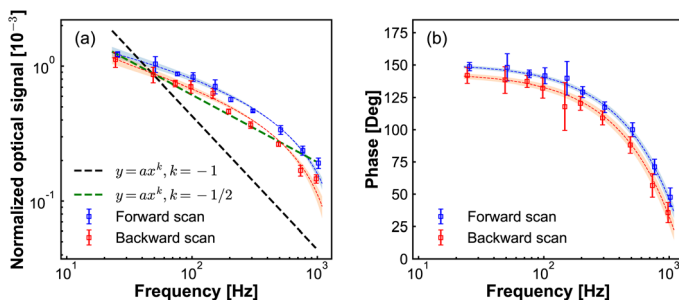 (a)
Normalized optical signal [10⁻³]
10⁰
10⁻¹
y = axᵏ, k = −1
y = axᵏ, k = −1/2
Forward scan
Backward scan
10¹
10²
10³
Frequency [Hz]
(b)
Phase [Deg]
175
150
125
100
75
50
25
0
Forward scan
Backward scan
10¹
10²
10³
Frequency [Hz]